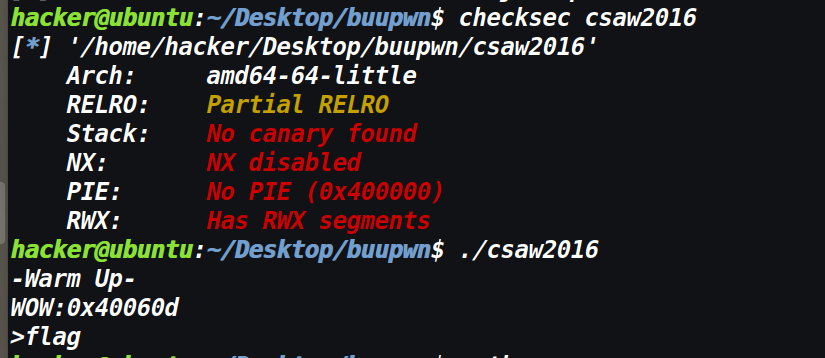 hacker@ubuntu:~/Desktop/buupwn$ checksec csaw2016
[*] '/home/hacker/Desktop/buupwn/csaw2016'
    Arch:     amd64-64-little
    RELRO:    Partial RELRO
    Stack:    No canary found
    NX:       NX disabled
    PIE:      No PIE (0x400000)
    RWX:      Has RWX segments
hacker@ubuntu:~/Desktop/buupwn$ ./csaw2016
-Warm Up-
WOW:0x40060d
>flag